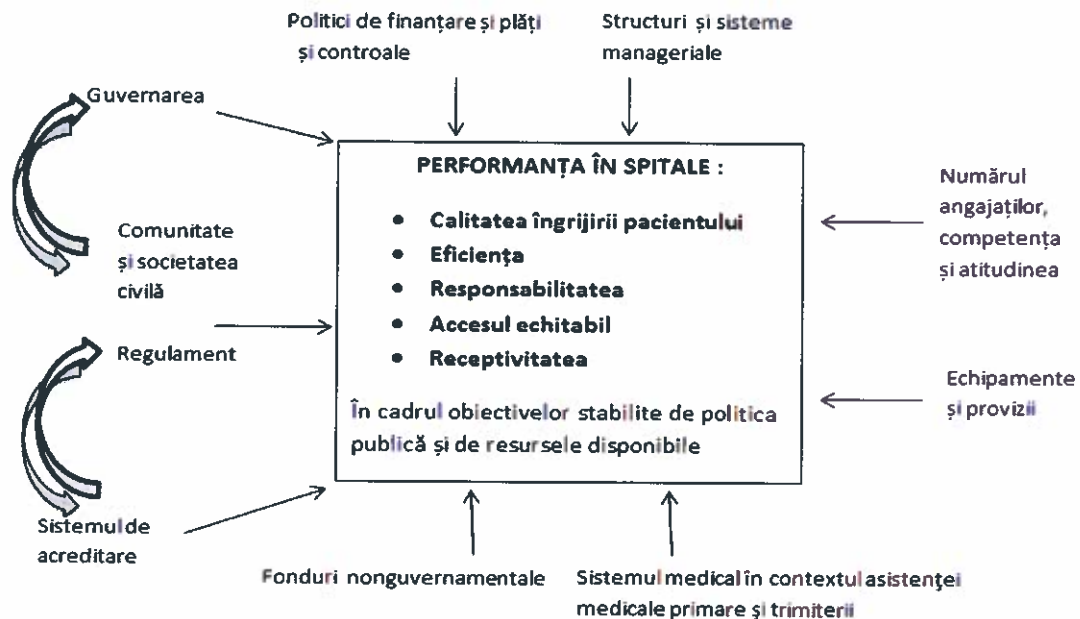 Politici de finanțare și plăți
și controale
Structuri și sisteme
manageriale
Guvernarea
PERFORMANȚA ÎN SPITALE :
• Calitatea îngrijirii pacientului
• Eficiența
• Responsabilitatea
• Accesul echitabil
• Receptivitatea
În cadrul obiectivelor stabilite de politica
publică și de resursele disponibile
Numărul
angajaților,
competența
și atitudinea
Comunitate
și societatea
civilă
Regulament
Echipamente
și provizii
Sistemul de
acreditare
Fonduri nonguvernamentale
Sistemul medical în contextul asistenței
medicale primare și trimiterii